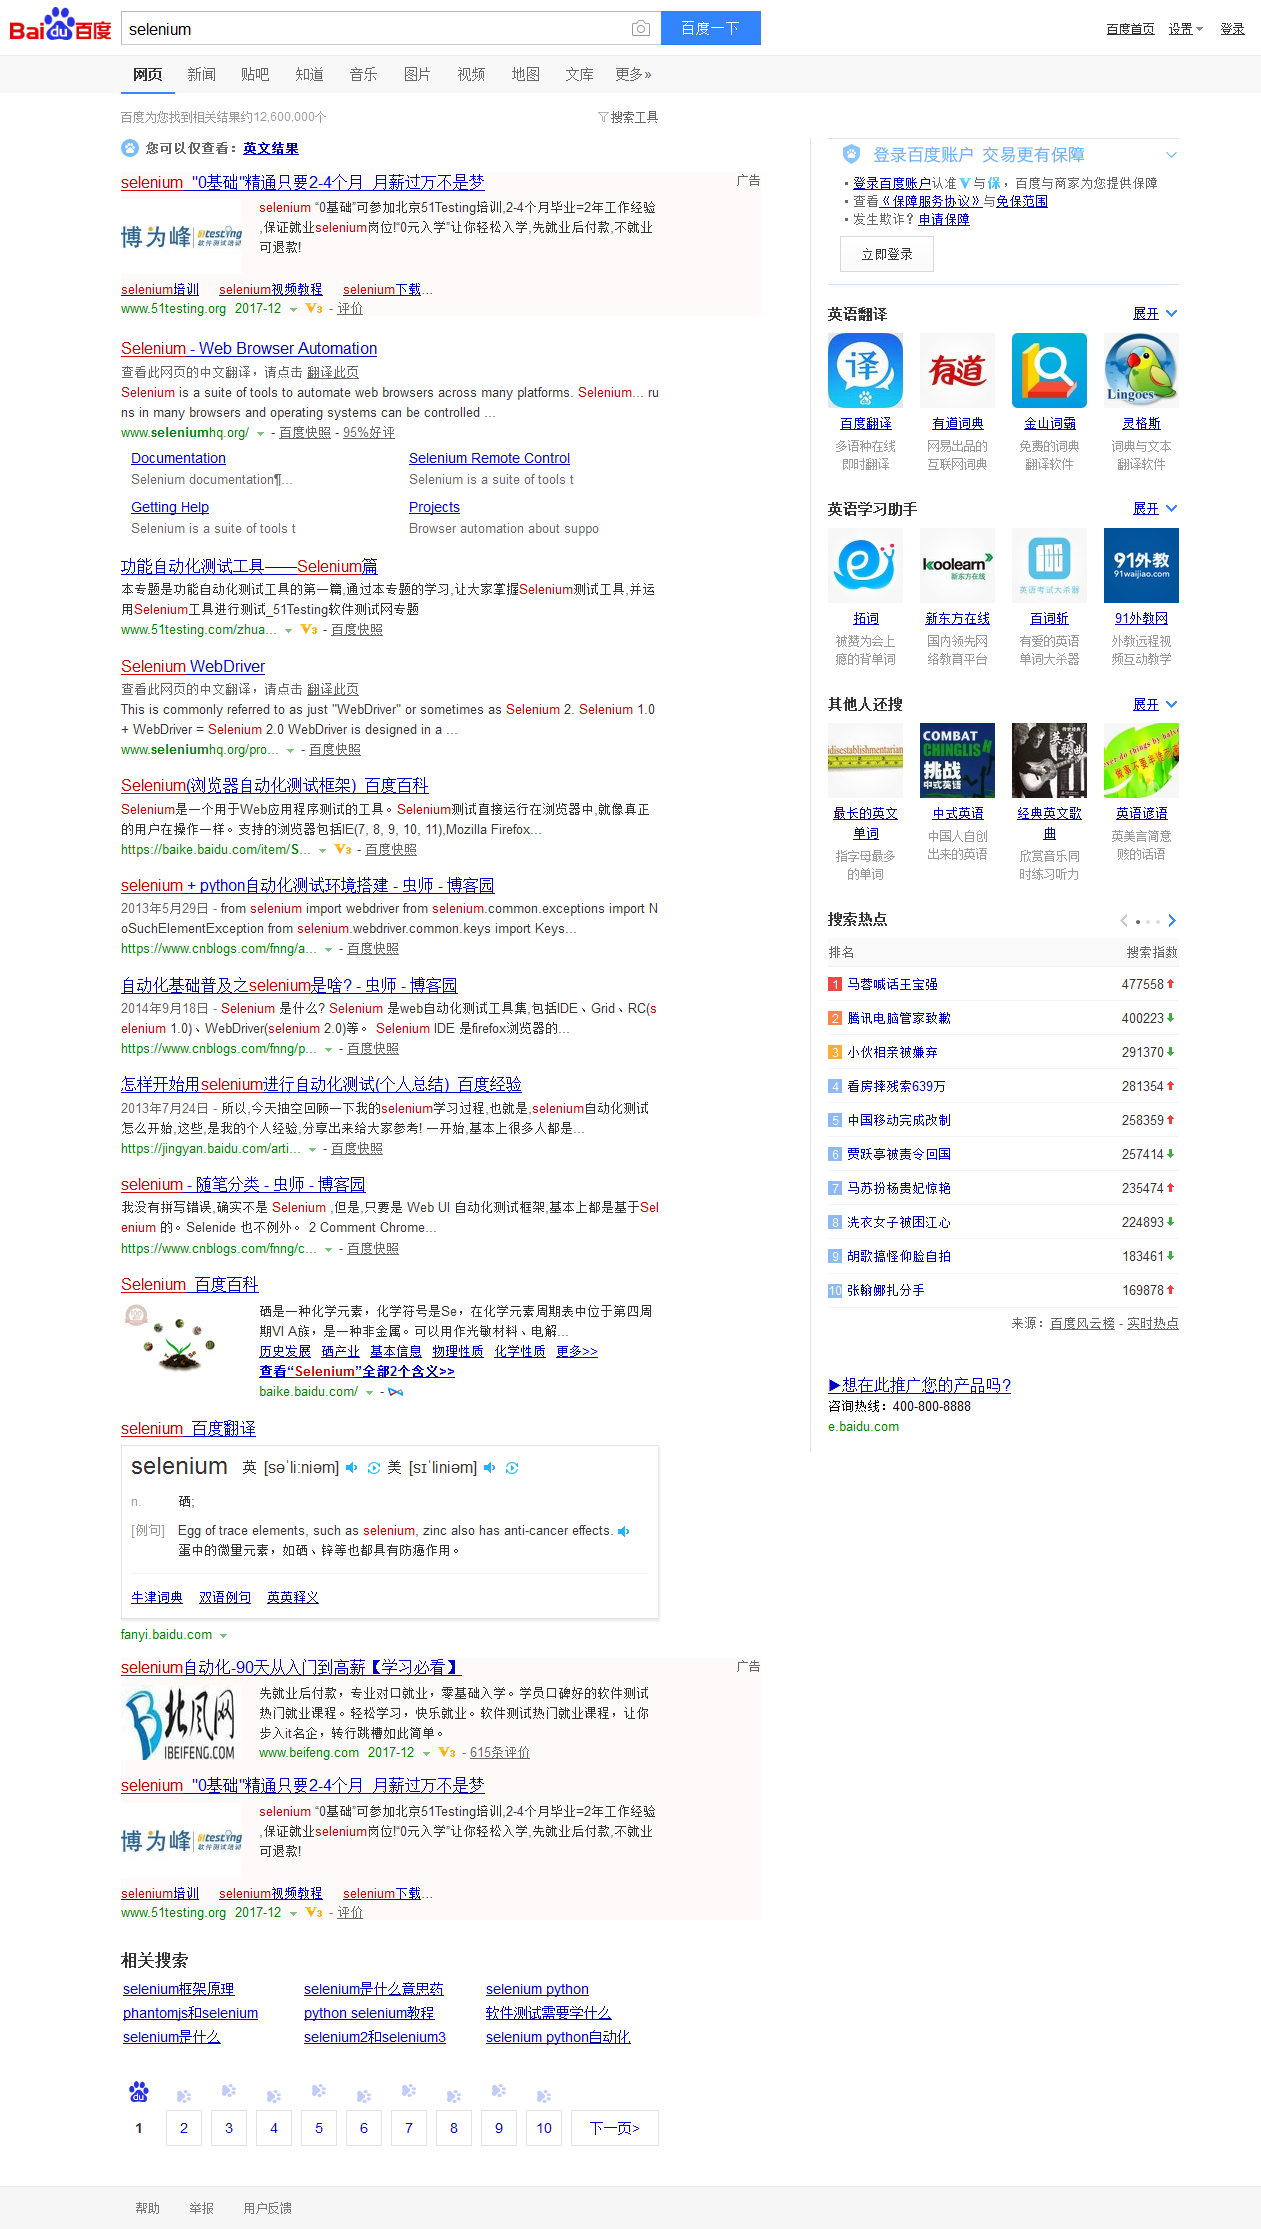 Bai du 百度
selenium
百度一下
百度首页 设置 登录
网页 新闻 贴吧 知道 音乐 图片 视频 地图 文库 更多»
百度为您找到相关结果约12,600,000个
搜索工具
您可以仅查看：英文结果
selenium "0基础"精通只要2-4个月 月薪过万不是梦
广告
selenium “0基础”可参加北京51Testing培训,2-4个月毕业=2年工作经验
,保证就业selenium岗位!“0元入学”让你轻松入学,先就业后付款,不就业
可退款!
博为峰 51testing 软件测试培训
selenium培训 selenium视频教程 selenium下载...
www.51testing.org 2017-12 V3 - 评价
Selenium - Web Browser Automation
查看此网页的中文翻译，请点击 翻译此页
Selenium is a suite of tools to automate web browsers across many platforms. Selenium... ru
ns in many browsers and operating systems can be controlled ...
www.seleniumhq.org/ - 百度快照 - 95%好评
Documentation Selenium Remote Control
Selenium documentation¶... Selenium is a suite of tools t
Getting Help Projects
Selenium is a suite of tools t Browser automation about suppo
功能自动化测试工具——Selenium篇
本专题是功能自动化测试工具的第一篇,通过本专题的学习,让大家掌握Selenium测试工具,并运
用Selenium工具进行测试_51Testing软件测试网专题
www.51testing.com/zhua... V3 - 百度快照
Selenium WebDriver
查看此网页的中文翻译，请点击 翻译此页
This is commonly referred to as just "WebDriver" or sometimes as Selenium 2. Selenium 1.0
+ WebDriver = Selenium 2.0 WebDriver is designed in a ...
www.seleniumhq.org/pro... - 百度快照
Selenium(浏览器自动化测试框架)_百度百科
Selenium是一个用于Web应用程序测试的工具。Selenium测试直接运行在浏览器中,就像真正
的用户在操作一样。支持的浏览器包括IE(7, 8, 9, 10, 11),Mozilla Firefox...
https://baike.baidu.com/item/S... V3 - 百度快照
selenium + python自动化测试环境搭建 - 虫师 - 博客园
2013年5月29日 - from selenium import webdriver from selenium.common.exceptions import N
oSuchElementException from selenium.webdriver.common.keys import Keys...
https://www.cnblogs.com/fnng/a... - 百度快照
自动化基础普及之selenium是啥? - 虫师 - 博客园
2014年9月18日 - Selenium 是什么? Selenium 是web自动化测试工具集,包括IDE、Grid、RC(s
elenium 1.0)、WebDriver(selenium 2.0)等。 Selenium IDE 是firefox浏览器的...
https://www.cnblogs.com/fnng/p... - 百度快照
怎样开始用selenium进行自动化测试(个人总结)_百度经验
2013年7月24日 - 所以,今天抽空回顾一下我的selenium学习过程,也就是,selenium自动化测试
怎么开始,这些,是我的个人经验,分享出来给大家参考! 一开始,基本上很多人都是...
https://jingyan.baidu.com/arti... - 百度快照
selenium - 随笔分类 - 虫师 - 博客园
我没有拼写错误,确实不是 Selenium ,但是,只要是 Web UI 自动化测试框架,基本上都是基于Sel
enium 的。Selenide 也不例外。 2 Comment Chrome...
https://www.cnblogs.com/fnng/c... - 百度快照
Selenium_百度百科
硒是一种化学元素，化学符号是Se，在化学元素周期表中位于第四周
期VI A族，是一种非金属。可以用作光敏材料、电解...
历史发展 硒产业 基本信息 物理性质 化学性质 更多>>
查看“Selenium”全部2个含义>>
baike.baidu.com/ -
selenium_百度翻译
selenium 英 [səˈliːniəm] 美 [sɪˈliniəm]
n. 硒;
[例句] Egg of trace elements, such as selenium, zinc also has anti-cancer effects.
蛋中的微量元素，如硒、锌等也都具有防癌作用。
牛津词典 双语例句 英英释义
fanyi.baidu.com
selenium自动化-90天从入门到高薪【学习必看】
广告
先就业后付款，专业对口就业，零基础入学。学员口碑好的软件测试
热门就业课程。轻松学习，快乐就业。软件测试热门就业课程，让你
步入it名企，转行跳槽如此简单。
北风网 IBEIFENG.COM
www.beifeng.com 2017-12 V3 - 615条评价
selenium "0基础"精通只要2-4个月 月薪过万不是梦
selenium “0基础”可参加北京51Testing培训,2-4个月毕业=2年工作经验
,保证就业selenium岗位!“0元入学”让你轻松入学,先就业后付款,不就业
可退款!
博为峰 51testing 软件测试培训
selenium培训 selenium视频教程 selenium下载...
www.51testing.org 2017-12 V3 - 评价
相关搜索
selenium框架原理 selenium是什么意思药 selenium python
phantomjs和selenium python selenium教程 软件测试需要学什么
selenium是什么 selenium2和selenium3 selenium python自动化
1 2 3 4 5 6 7 8 9 10 下一页>
帮助 举报 用户反馈
登录百度账户 交易更有保障
▪ 登录百度账户认准V与保，百度与商家为您提供保障
▪ 查看《保障服务协议》与免保范围
▪ 发生欺诈？申请保障
立即登录
英语翻译 展开
译 有道 Lingoes
百度翻译 有道词典 金山词霸 灵格斯
多语种在线 网易出品的 免费的词典 词典与文本
即时翻译 互联网词典 翻译软件 翻译软件
英语学习助手 展开
koolearn 新东方在线 英语考试大杀器 91外教 91waijiao.com
拓词 新东方在线 百词斩 91外教网
被赞为会上 国内领先网 有爱的英语 外教远程视
瘾的背单词 络教育平台 单词大杀器 频互动教学
其他人还搜 展开
idisestablishmentarian COMBAT CHINGLISH 挑战 中式英语 英文歌曲 ver do things by halve 做事不要半途而废
最长的英文 中式英语 经典英文歌 英语谚语
单词 曲
指字母最多 中国人自创 欣赏音乐同 英美言简意
的单词 出来的英语 时练习听力 赅的话语
搜索热点
排名 搜索指数
1 马蓉喊话王宝强 477558
2 腾讯电脑管家致歉 400223
3 小伙相亲被嫌弃 291370
4 看房摔残索639万 281354
5 中国移动完成改制 258359
6 贾跃亭被责令回国 257414
7 马苏扮杨贵妃惊艳 235474
8 洗衣女子被困江心 224893
9 胡歌搞怪仰脸自拍 183461
10 张翰娜扎分手 169878
来源：百度风云榜 - 实时热点
▶想在此推广您的产品吗?
咨询热线：400-800-8888
e.baidu.com